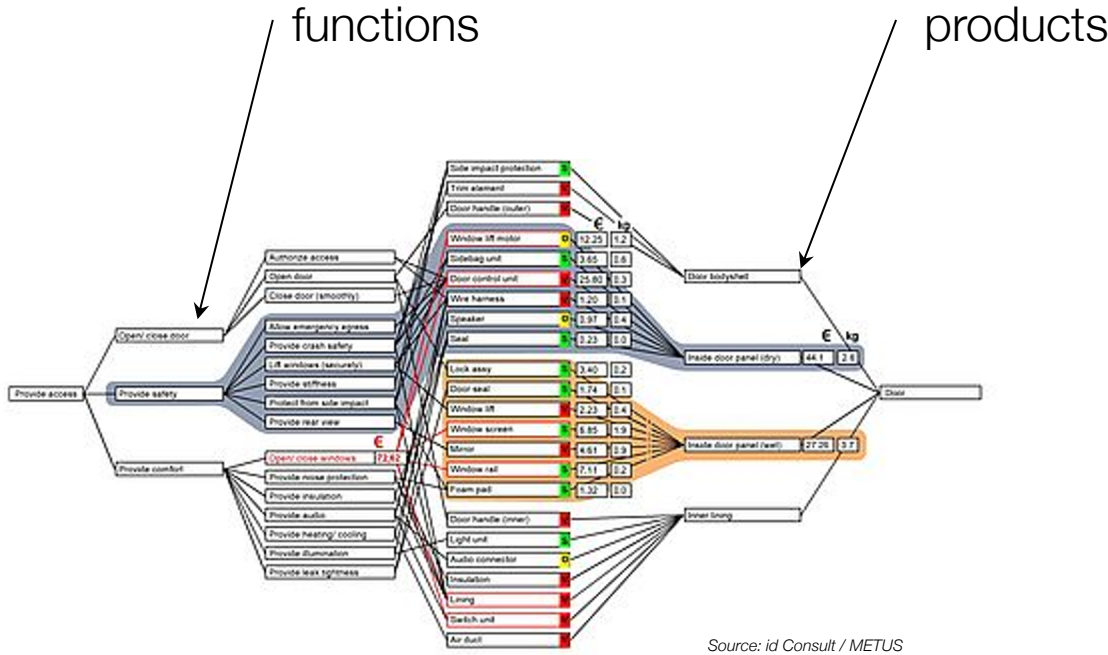 functions
products
Provide access
Open/ close door
Provide safety
Provide comfort
Authorize access
Open door
Close door (smoothly)
Allow emergency egress
Provide crash safety
Lift windows (securely)
Provide stiffness
Protect from side impact
Provide rear view
€
Open/ close windows 73,62
Provide noise protection
Provide insulation
Provide audio
Provide heating/ cooling
Provide illumination
Provide leak tightness
Side impact protection S
Trim element
Door handle (outer)
€ kg
Window lift motor D 12.25 1.2
Sidebag unit S 3.65 0.6
Door control unit 25.80 0.3
Wire harness 1.20 0.1
Speaker D 0.97 0.4
Seal S 0.23 0.0
Lock assy S 3.40 0.2
Door seal S 1.74 0.1
Window lift 2.23 0.4
Window screen S 6.85 1.9
Mirror 4.61 0.9
Window rail S 7.11 0.2
Foam pad S 1.32 0.0
Door handle (inner)
Light unit S
Audio connector D
Insulation
Lining
Switch unit
Air duct
Door bodyshell
€ kg
Inside door panel (dry) 44.1 2.6
Inside door panel (wet) 27.26 3.7
Inner lining
Door
Source: id Consult / METUS